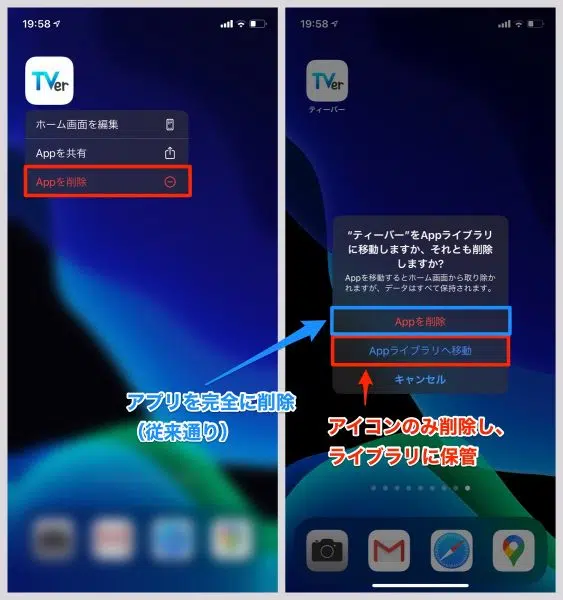 19:58
TVer
ホーム画面を編集
Appを共有
Appを削除
アプリを完全に削除
（従来通り）
19:58
TVer
ティーバー
“ティーバー”をAppライブラリ
に移動しますか、それとも削除
しますか?
Appを移動するとホーム画面から取り除か
れますが、データはすべて保持されます。
Appを削除
Appライブラリへ移動
キャンセル
アイコンのみ削除し、
ライブラリに保管